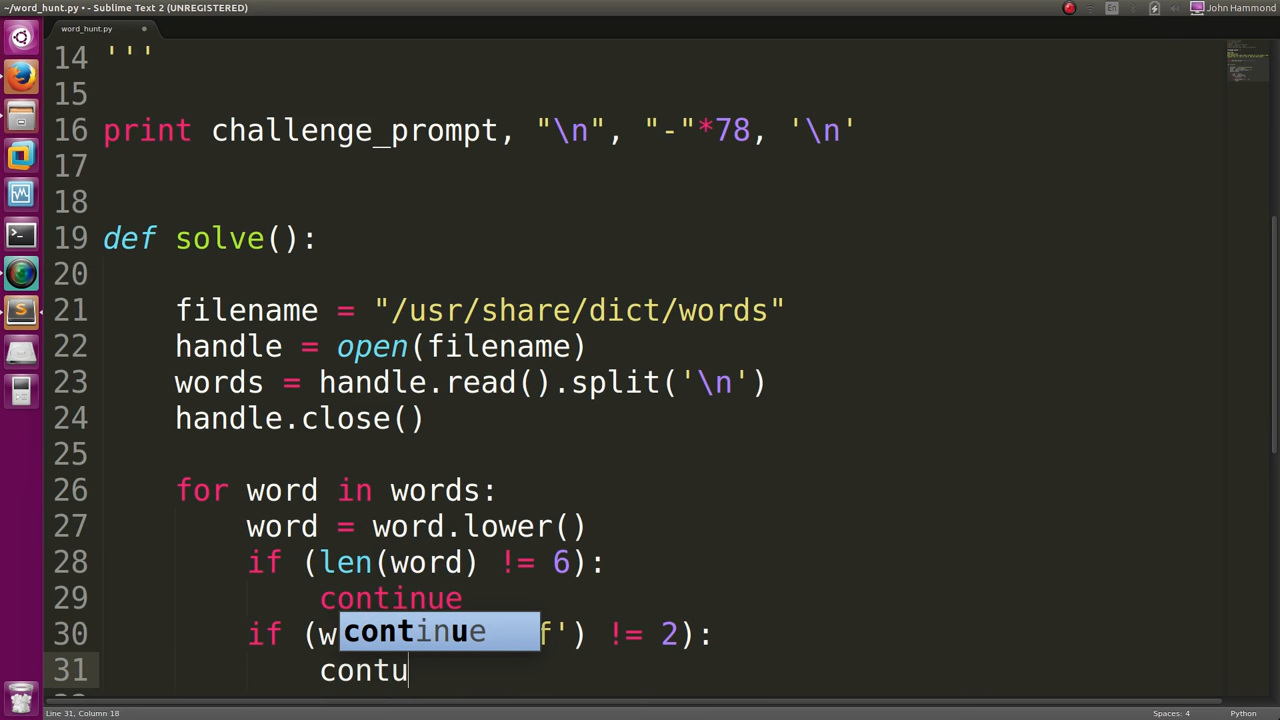 ~/word_hunt.py • - Sublime Text 2 (UNREGISTERED)
En
John Hammond
word_hunt.py
14 '''
15
16 print challenge_prompt, "\n", "-"*78, '\n'
17
18
19 def solve():
20
21 filename = "/usr/share/dict/words"
22 handle = open(filename)
23 words = handle.read().split('\n')
24 handle.close()
25
26 for word in words:
27 word = word.lower()
28 if (len(word) != 6):
29 continue
30 if (w f') != 2):
continue
31 contu
Line 31, Column 18
Spaces: 4
Python